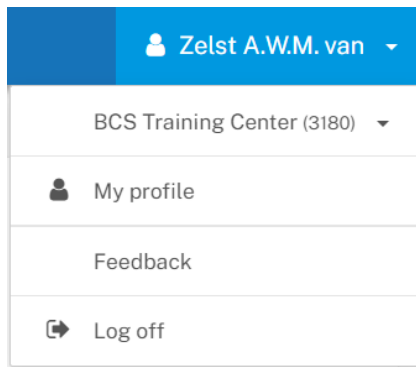 Zelst A.W.M. van
BCS Training Center (3180)
My profile
Feedback
Log off